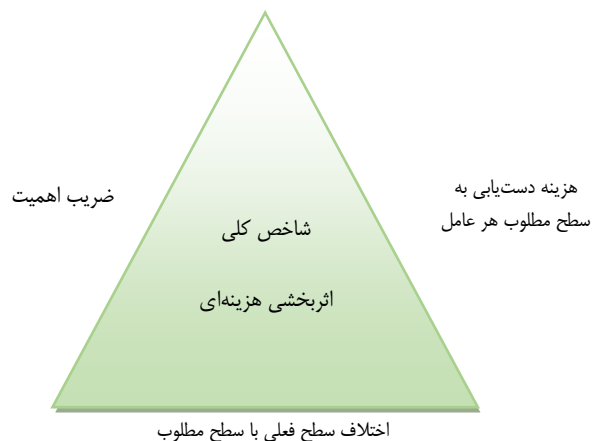 هزینه دست‌یابی به
سطح مطلوب هر عامل
ضریب اهمیت
شاخص کلی
اثربخشی هزینه‌ای
اختلاف سطح فعلی با سطح مطلوب